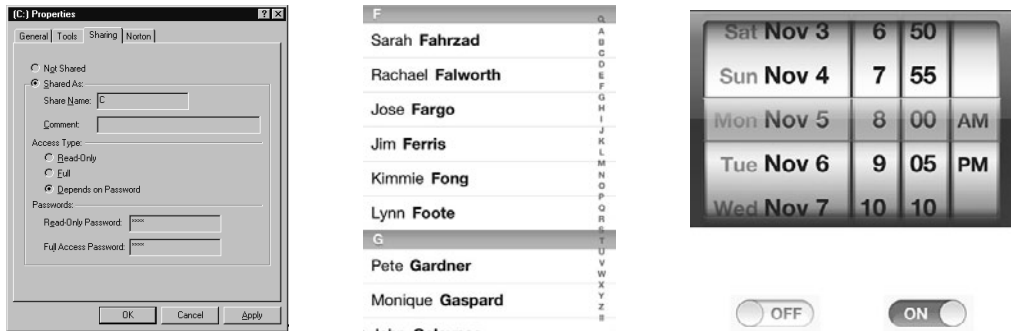 (C:) Properties
General Tools Sharing Norton
Not Shared
Shared As:
Share Name: C
Comment:
Access Type:
Read-Only
Full
Depends on Password
Passwords:
Read-Only Password: ****
Full Access Password: ****
OK Cancel Apply
F
Sarah Fahrzad
Rachael Falworth
Jose Fargo
Jim Ferris
Kimmie Fong
Lynn Foote
G
Pete Gardner
Monique Gaspard
Q
A
B
C
D
E
F
G
H
I
J
K
L
M
N
O
P
Q
R
S
T
U
V
W
X
Y
Z
#
Sat Nov 3 6 50
Sun Nov 4 7 55
Mon Nov 5 8 00 AM
Tue Nov 6 9 05 PM
Wed Nov 7 10 10
OFF ON